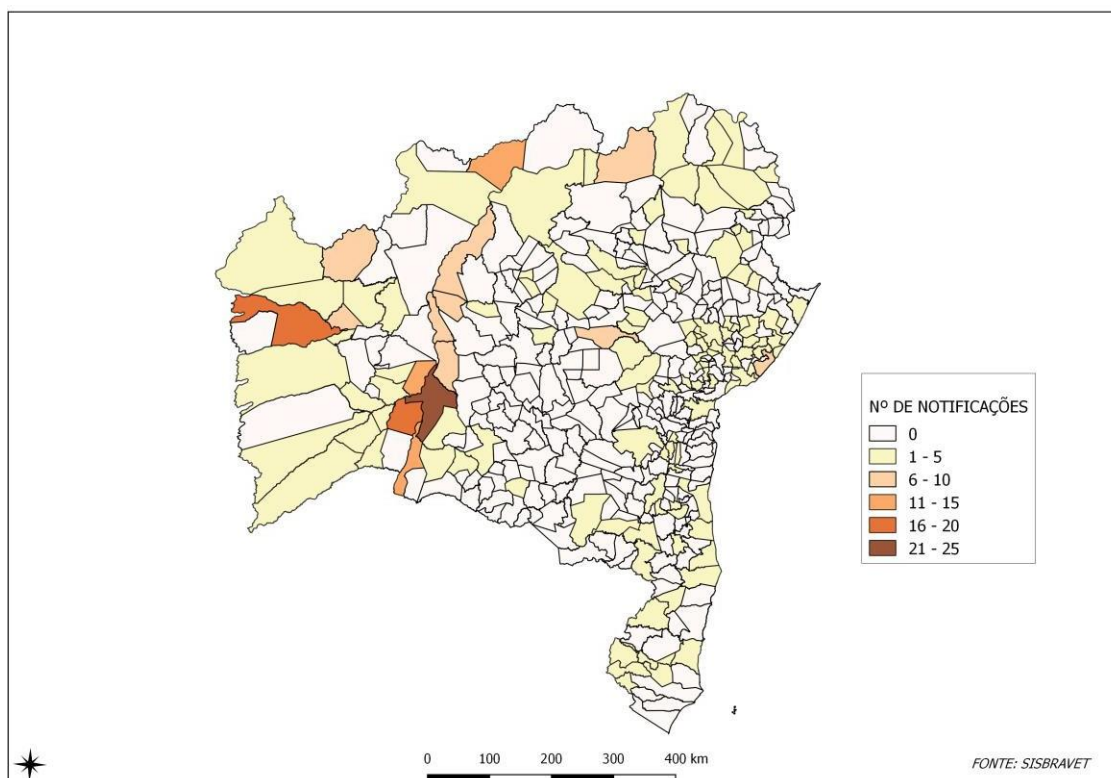 Nº DE NOTIFICAÇÕES
0
1 - 5
6 - 10
11 - 15
16 - 20
21 - 25
0 100 200 300 400 km
FONTE: SISBRAVET